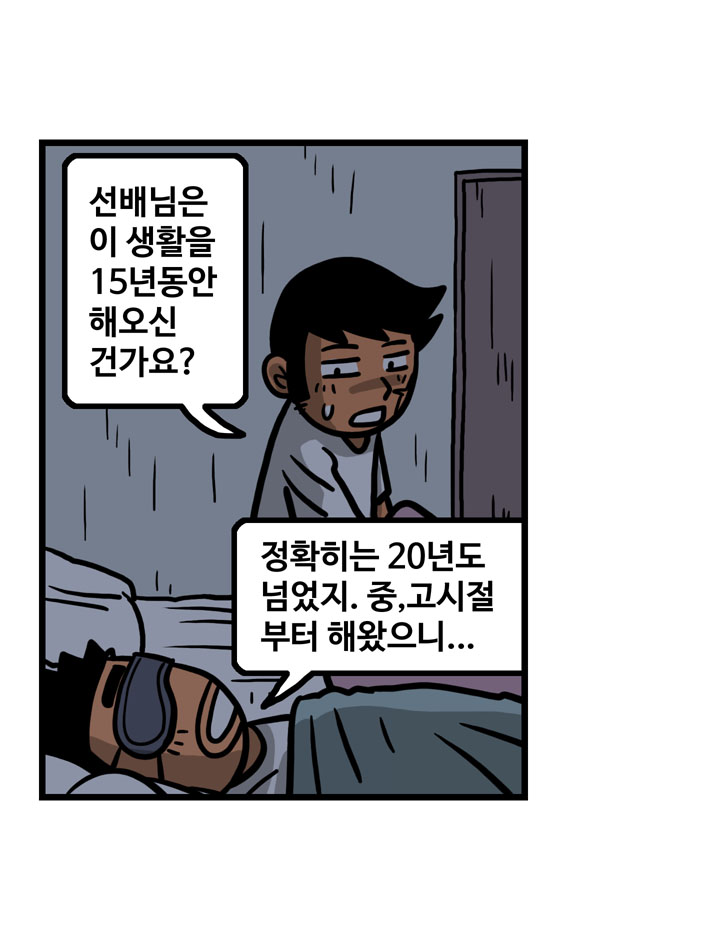 선배님은
이 생활을
15년동안
해오신
건가요?
정확히는 20년도
넘었지. 중,고시절
부터 해왔으니...